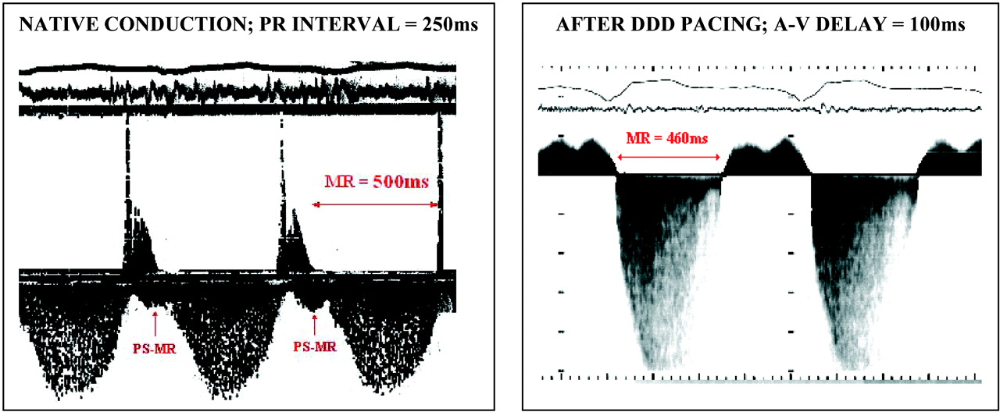 NATIVE CONDUCTION; PR INTERVAL = 250ms
MR = 500ms
PS-MR
PS-MR
AFTER DDD PACING; A-V DELAY = 100ms
MR = 460ms